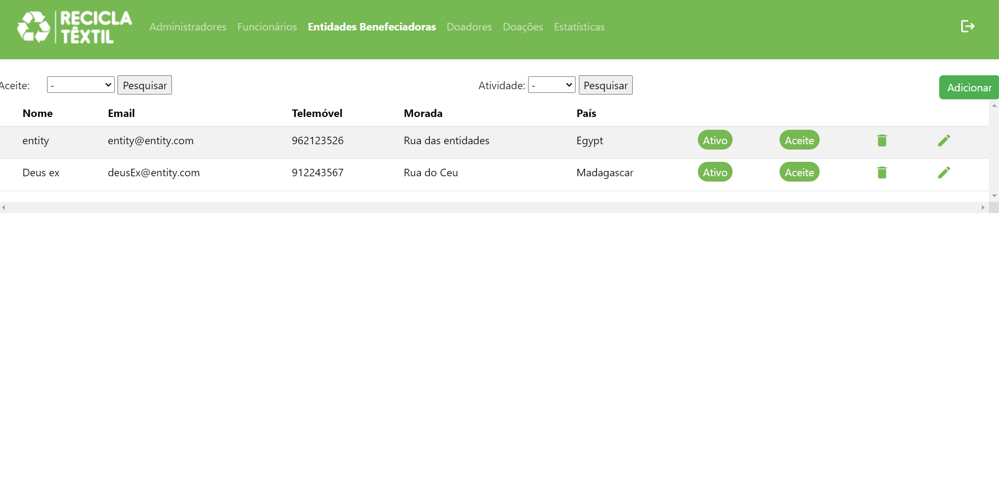 RECICLA
TÊXTIL
Administradores Funcionários Entidades Benefeciadoras Doadores Doações Estatísticas
Aceite: - Pesquisar Atividade: - Pesquisar Adicionar
Nome Email Telemóvel Morada País
entity entity@entity.com 962123526 Rua das entidades Egypt Ativo Aceite
Deus ex deusEx@entity.com 912243567 Rua do Ceu Madagascar Ativo Aceite